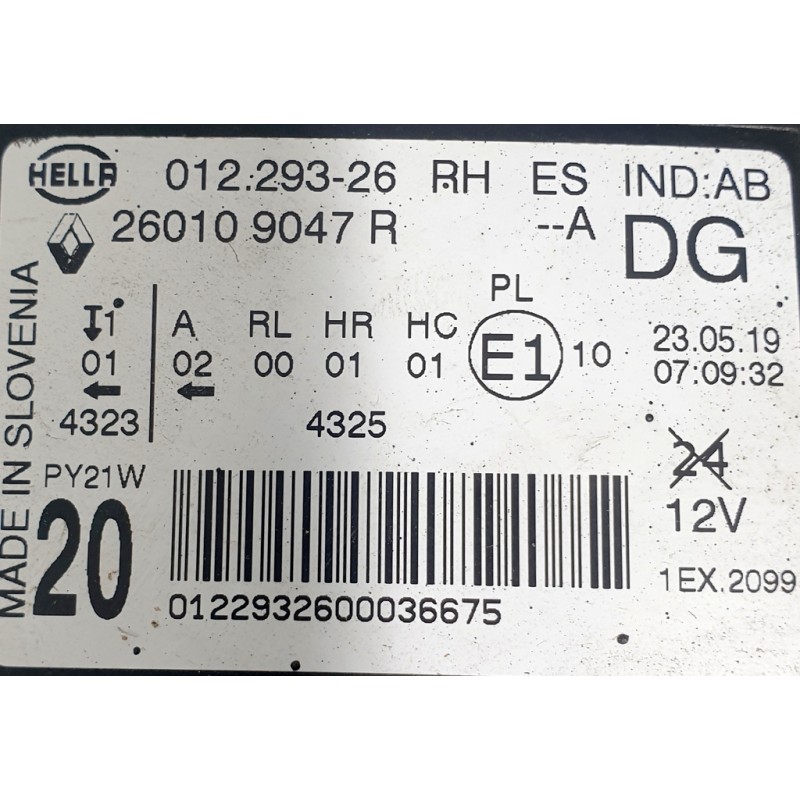 HELLA 012.293-26 RH ES IND:AB
26010 9047 R --A DG
MADE IN SLOVENIA
PL
1 A RL HR HC E1 10 23.05.19
01 02 00 01 01 07:09:32
4323 4325
24
PY21W 12V
20
1EX.2099
0122932600036675